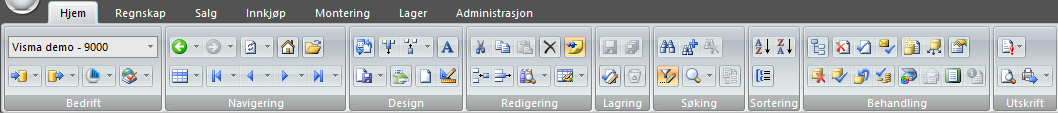 Hjem Regnskap Salg Innkjøp Montering Lager Administrasjon
Visma demo - 9000
Bedrift Navigering Design Redigering Lagring Søking Sortering Behandling Utskrift